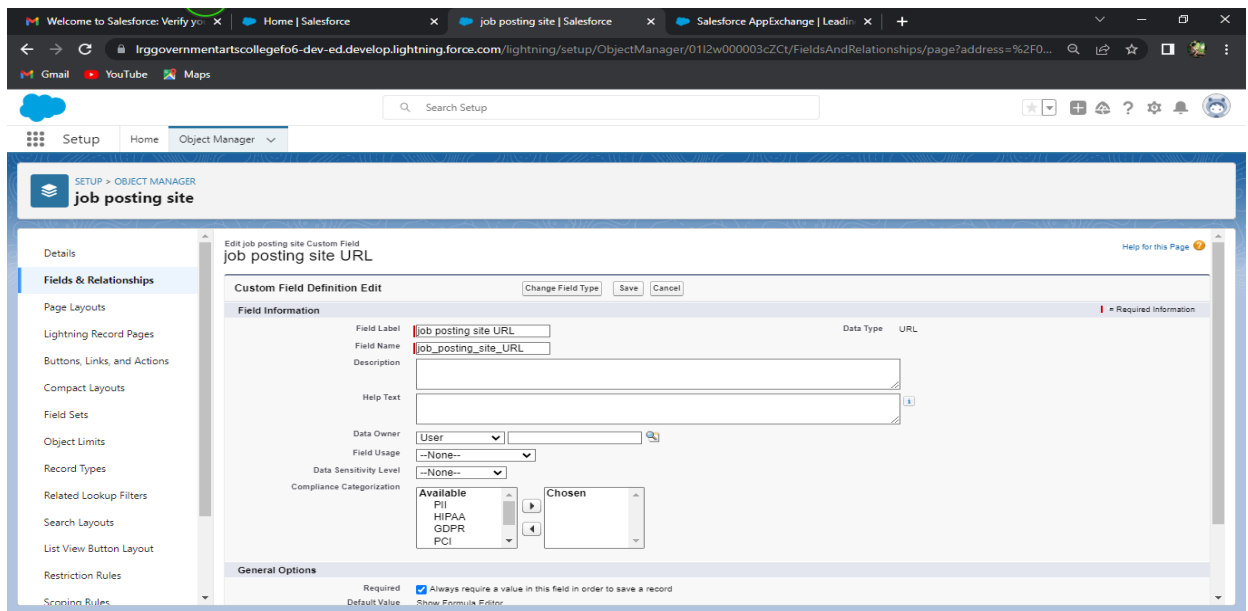 Welcome to Salesforce: Verify yo
Home | Salesforce
job posting site | Salesforce
Salesforce AppExchange | Leadin
lrggovernmentartscollegefo6-dev-ed.develop.lightning.force.com/lightning/setup/ObjectManager/01I2w000003cZCt/FieldsAndRelationships/page?address=%2F0...
Gmail YouTube Maps
Search Setup
Setup Home Object Manager
SETUP > OBJECT MANAGER
job posting site
Details
Fields & Relationships
Page Layouts
Lightning Record Pages
Buttons, Links, and Actions
Compact Layouts
Field Sets
Object Limits
Record Types
Related Lookup Filters
Search Layouts
List View Button Layout
Restriction Rules
Scoping Rules
Edit job posting site Custom Field
job posting site URL
Help for this Page
Custom Field Definition Edit Change Field Type Save Cancel
Field Information = Required Information
Field Label job posting site URL Data Type URL
Field Name job_posting_site_URL
Description
Help Text
Data Owner User
Field Usage --None--
Data Sensitivity Level --None--
Compliance Categorization Available Chosen
PII
HIPAA
GDPR
PCI
General Options
Required Always require a value in this field in order to save a record
Default Value Show Formula Editor